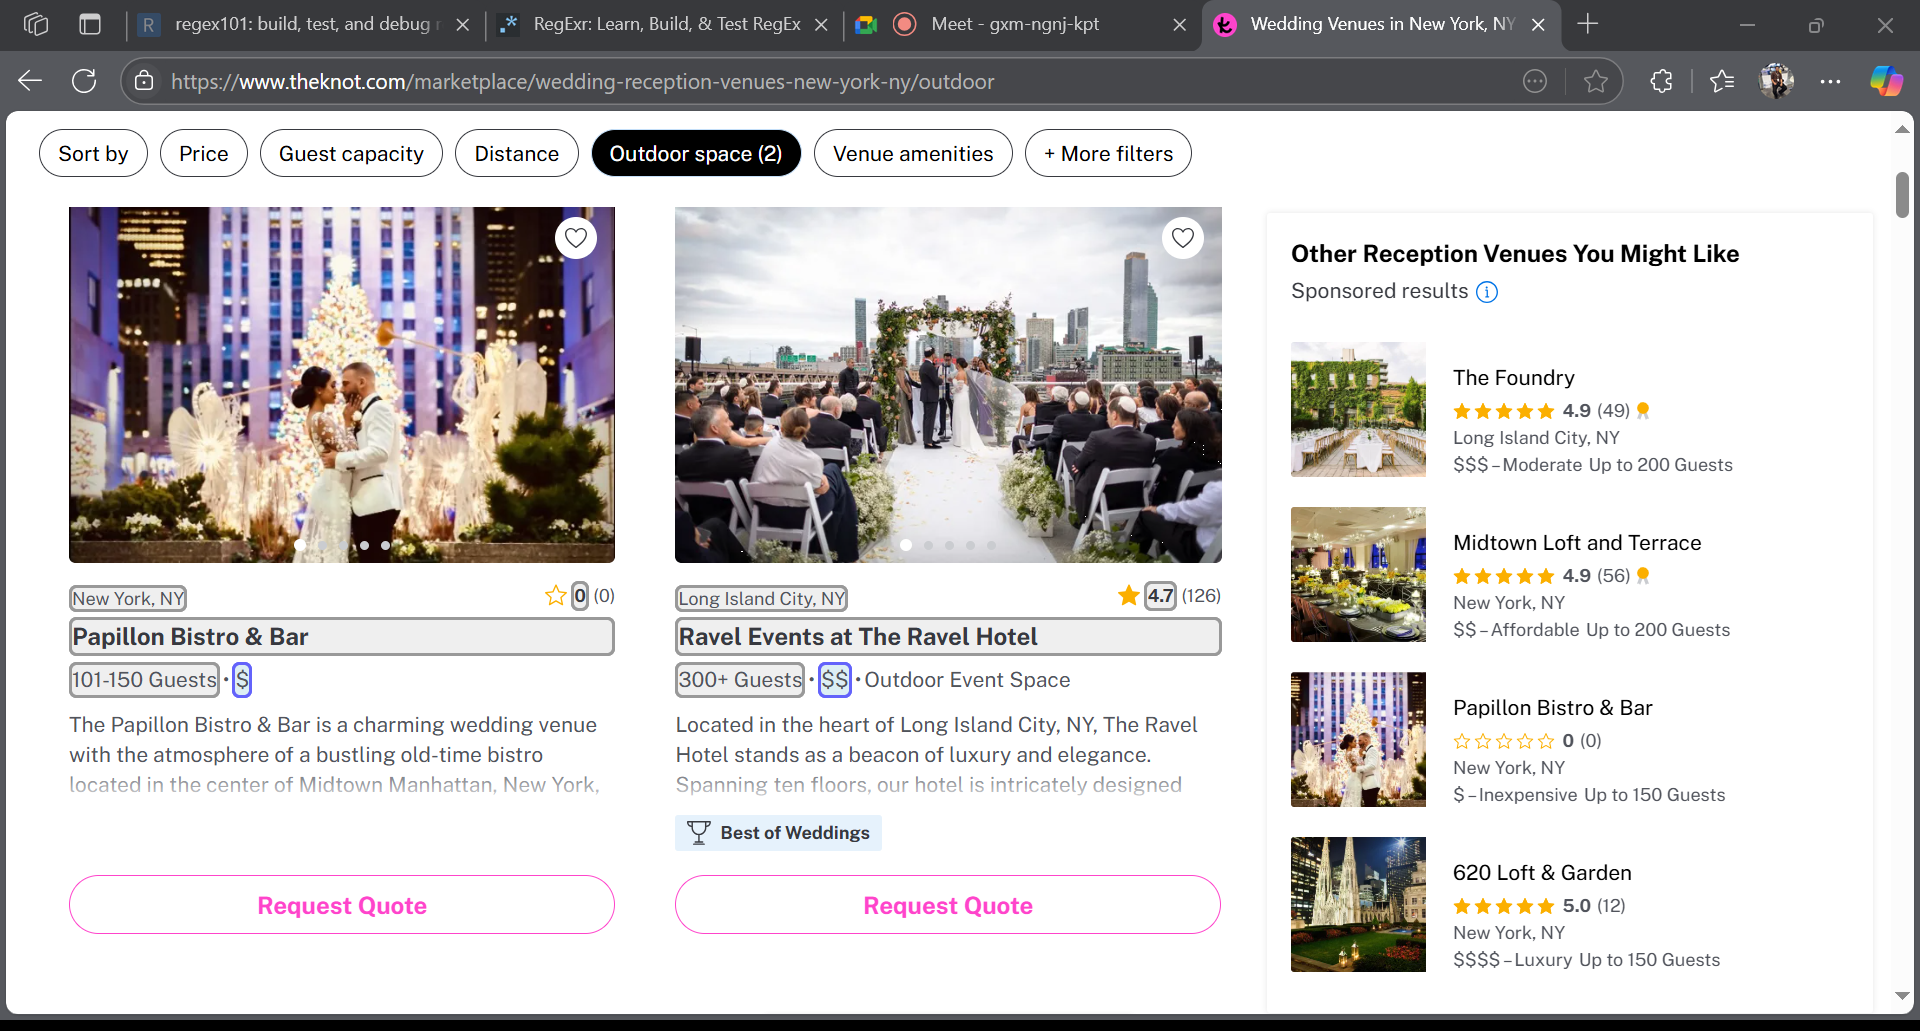 regex101: build, test, and debug r
RegExr: Learn, Build, & Test RegEx
Meet - gxm-ngnj-kpt
Wedding Venues in New York, NY
https://www.theknot.com/marketplace/wedding-reception-venues-new-york-ny/outdoor
Sort by
Price
Guest capacity
Distance
Outdoor space (2)
Venue amenities
+ More filters
New York, NY
0 (0)
Papillon Bistro & Bar
101-150 Guests · $
The Papillon Bistro & Bar is a charming wedding venue
with the atmosphere of a bustling old-time bistro
located in the center of Midtown Manhattan, New York,
Request Quote
Long Island City, NY
4.7 (126)
Ravel Events at The Ravel Hotel
300+ Guests · $$ · Outdoor Event Space
Located in the heart of Long Island City, NY, The Ravel
Hotel stands as a beacon of luxury and elegance.
Spanning ten floors, our hotel is intricately designed
Best of Weddings
Request Quote
Other Reception Venues You Might Like
Sponsored results
The Foundry
4.9 (49)
Long Island City, NY
$$$ – Moderate Up to 200 Guests
Midtown Loft and Terrace
4.9 (56)
New York, NY
$$ – Affordable Up to 200 Guests
Papillon Bistro & Bar
0 (0)
New York, NY
$ – Inexpensive Up to 150 Guests
620 Loft & Garden
5.0 (12)
New York, NY
$$$$ – Luxury Up to 150 Guests